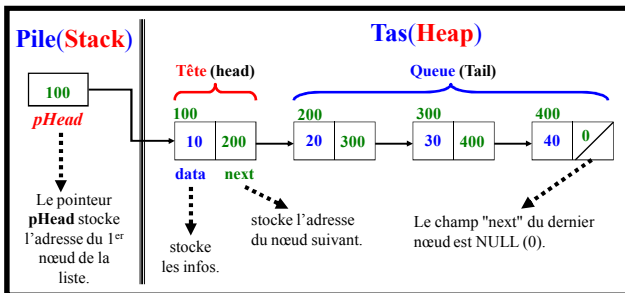 Pile(Stack)
Tas(Heap)
Tête (head)
Queue (Tail)
100
pHead
100
10 200
200
20 300
300
30 400
400
40 0
data next
Le pointeur
pHead stocke
l'adresse du 1er
nœud de la
liste.
stocke
les infos.
stocke l'adresse
du nœud suivant.
Le champ "next" du dernier
nœud est NULL (0).